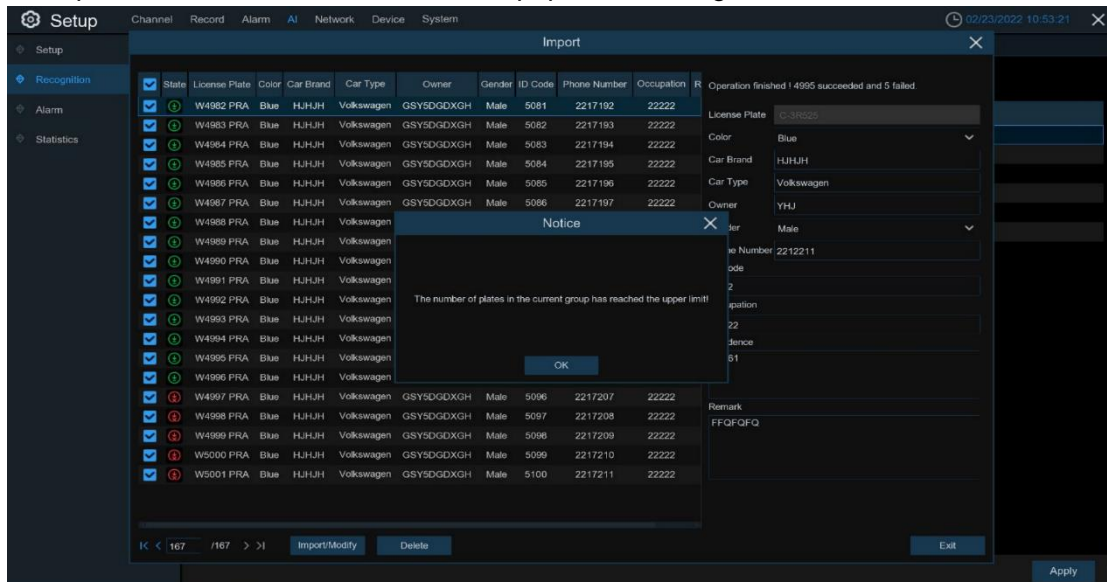 Setup Channel Record Alarm AI Network Device System 02/23/2022 10:53:21
Setup
Recognition
Alarm
Statistics
Import
State License Plate Color Car Brand Car Type Owner Gender ID Code Phone Number Occupation R
W4982 PRA Blue HJHJH Volkswagen GSY5DGDXGH Male 5081 2217192 22222
W4983 PRA Blue HJHJH Volkswagen GSY5DGDXGH Male 5082 2217193 22222
W4984 PRA Blue HJHJH Volkswagen GSY5DGDXGH Male 5083 2217194 22222
W4985 PRA Blue HJHJH Volkswagen GSY5DGDXGH Male 5084 2217195 22222
W4986 PRA Blue HJHJH Volkswagen GSY5DGDXGH Male 5085 2217196 22222
W4987 PRA Blue HJHJH Volkswagen GSY5DGDXGH Male 5086 2217197 22222
W4988 PRA Blue HJHJH Volkswagen
W4989 PRA Blue HJHJH Volkswagen
W4990 PRA Blue HJHJH Volkswagen
W4991 PRA Blue HJHJH Volkswagen
W4992 PRA Blue HJHJH Volkswagen
W4993 PRA Blue HJHJH Volkswagen
W4994 PRA Blue HJHJH Volkswagen
W4995 PRA Blue HJHJH Volkswagen
W4996 PRA Blue HJHJH Volkswagen
W4997 PRA Blue HJHJH Volkswagen GSY5DGDXGH Male 5096 2217207 22222
W4998 PRA Blue HJHJH Volkswagen GSY5DGDXGH Male 5097 2217208 22222
W4999 PRA Blue HJHJH Volkswagen GSY5DGDXGH Male 5098 2217209 22222
W5000 PRA Blue HJHJH Volkswagen GSY5DGDXGH Male 5099 2217210 22222
W5001 PRA Blue HJHJH Volkswagen GSY5DGDXGH Male 5100 2217211 22222
Operation finished ! 4995 succeeded and 5 failed.
License Plate C-3R525
Color Blue
Car Brand HJHJH
Car Type Volkswagen
Owner YHJ
Male
Number 2212211
Remark
FFQFQFQ
Notice
The number of plates in the current group has reached the upper limit!
OK
167 /167 Import/Modify Delete Exit
Apply